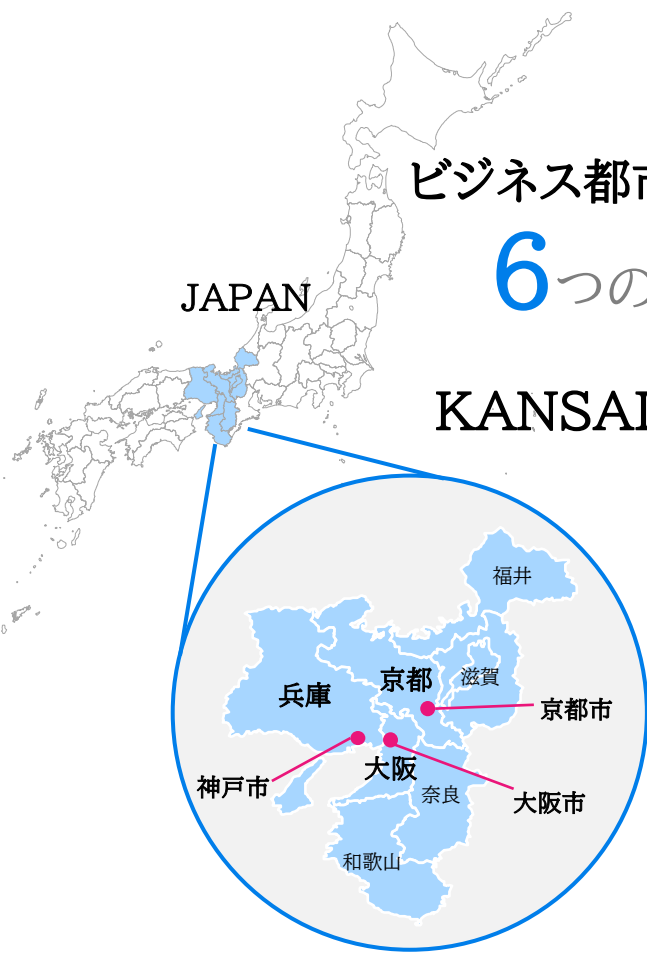 ビジネス都市
6つの
JAPAN
KANSAI
福井
京都
滋賀
兵庫
京都市
大阪
神戸市
奈良
大阪市
和歌山